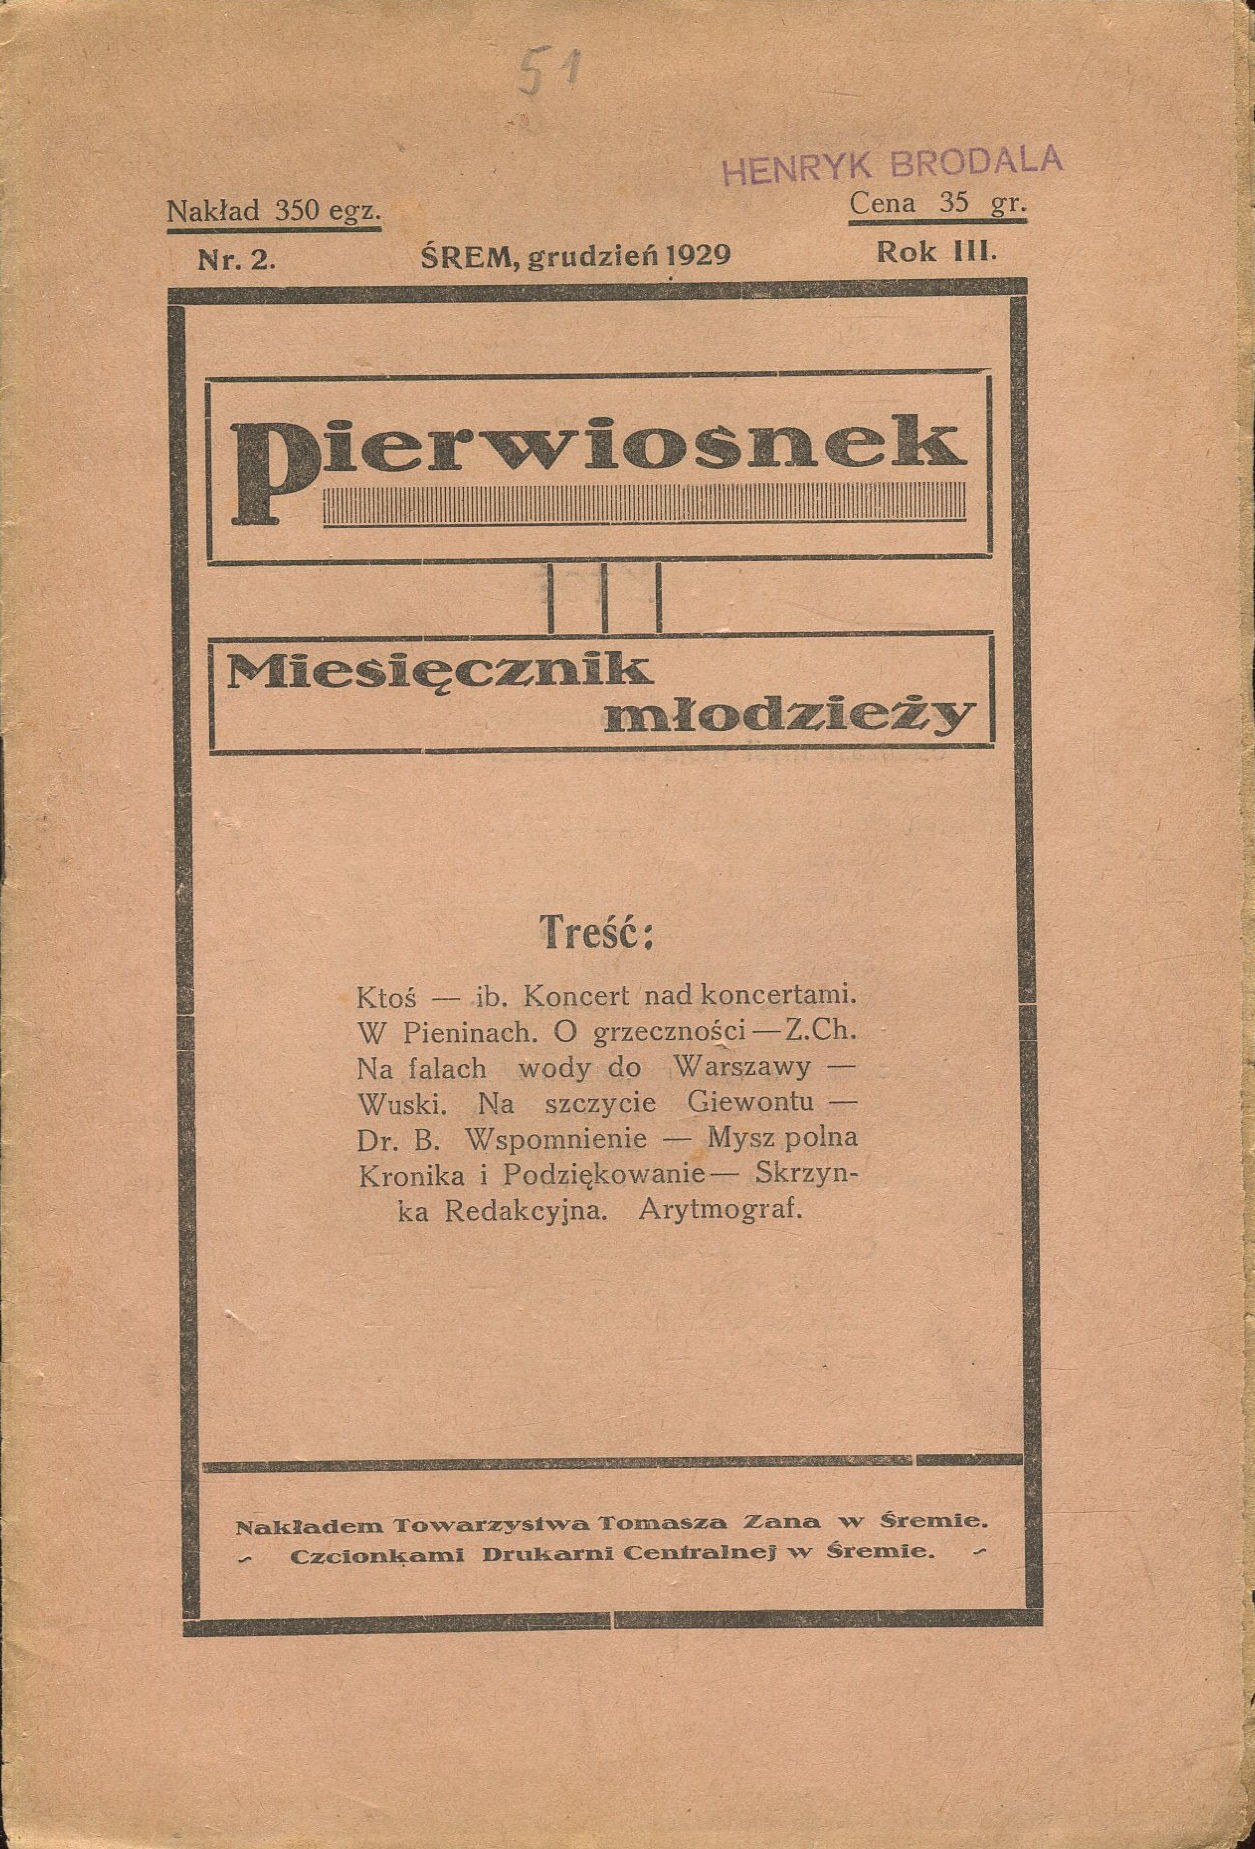 51
HENRYK BRODALA
Nakład 350 egz.
Cena 35 gr.
Nr. 2.
ŚREM, grudzień 1929
Rok III.
Pierwiosnek
Miesięcznik
młodzieży
Treść:
Ktoś — ib. Koncert nad koncertami.
W Pieninach. O grzeczności — Z.Ch.
Na falach wody do Warszawy —
Wuski. Na szczycie Giewontu —
Dr. B. Wspomnienie — Mysz polna
Kronika i Podziękowanie — Skrzyn-
ka Redakcyjna. Arytmograf.
Nakładem Towarzystwa Tomasza Zana w Śremie.
~ Czcionkami Drukarni Centralnej w Śremie. ~